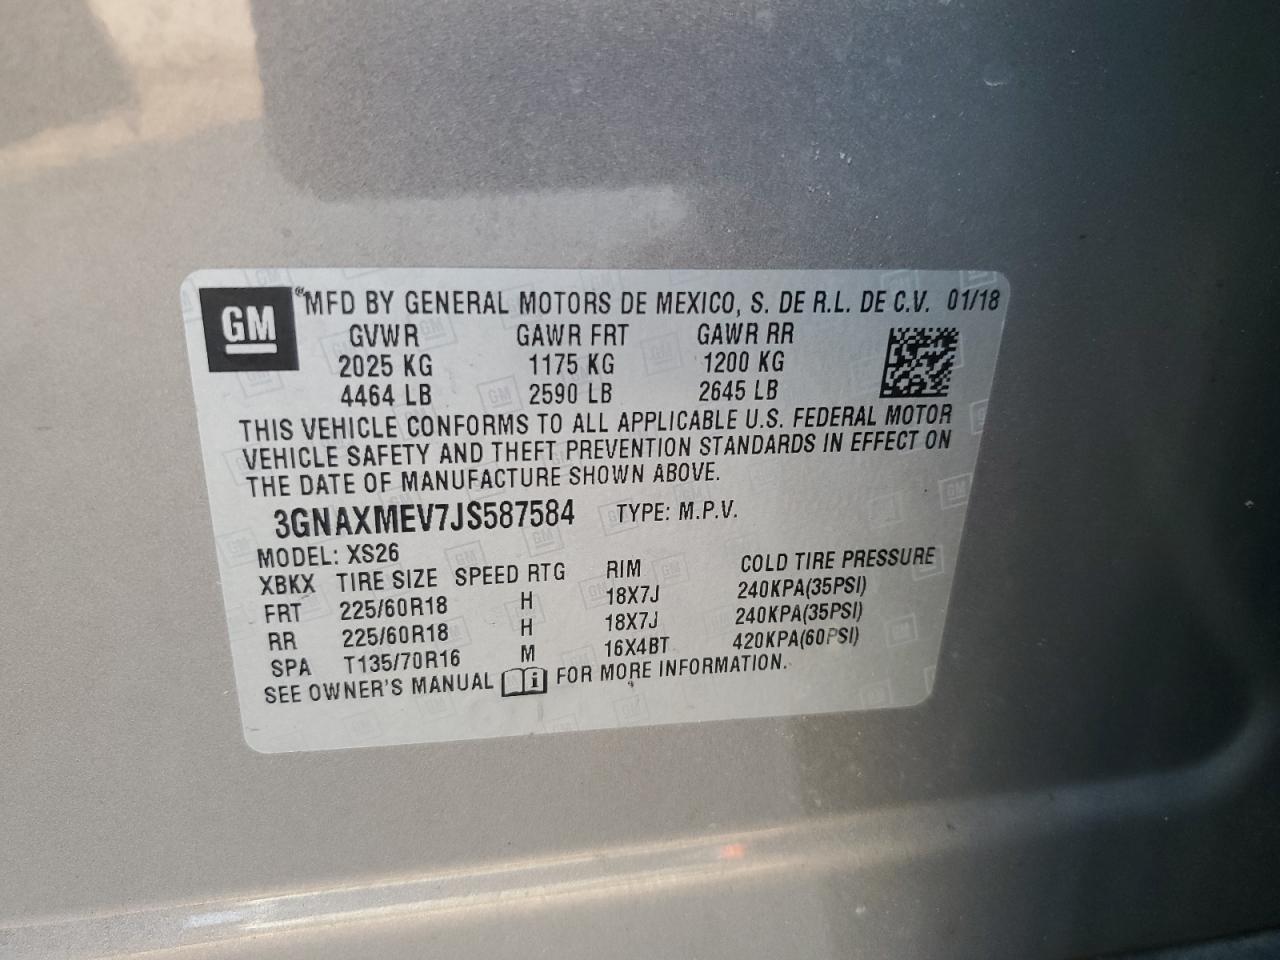 GM
® MFD BY GENERAL MOTORS DE MEXICO, S. DE R.L. DE C.V. 01/18
GVWR GAWR FRT GAWR RR
2025 KG 1175 KG 1200 KG
4464 LB 2590 LB 2645 LB
THIS VEHICLE CONFORMS TO ALL APPLICABLE U.S. FEDERAL MOTOR
VEHICLE SAFETY AND THEFT PREVENTION STANDARDS IN EFFECT ON
THE DATE OF MANUFACTURE SHOWN ABOVE.
3GNAXMEV7JS587584 TYPE: M.P.V.
MODEL: XS26
XBKX TIRE SIZE SPEED RTG RIM COLD TIRE PRESSURE
FRT 225/60R18 H 18X7J 240KPA(35PSI)
RR 225/60R18 H 18X7J 240KPA(35PSI)
SPA T135/70R16 M 16X4BT 420KPA(60PSI)
SEE OWNER'S MANUAL i FOR MORE INFORMATION.